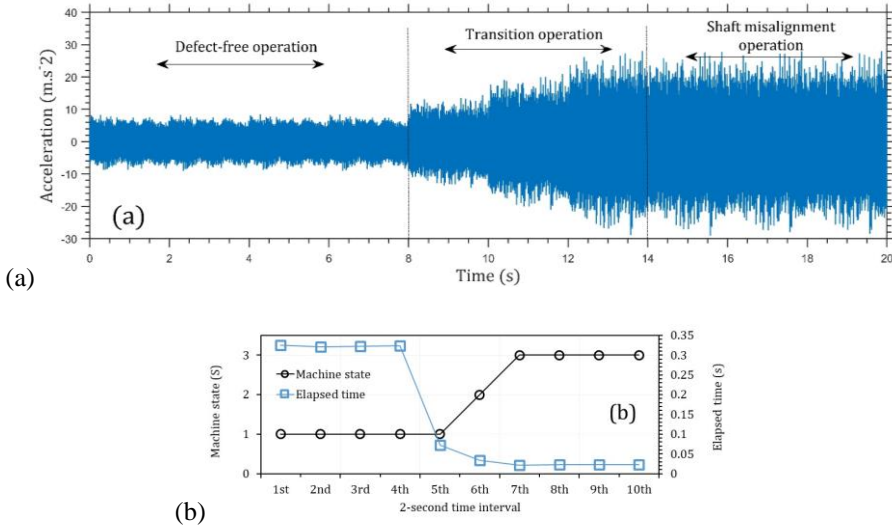 40
30
20
10
0
-10
-20
-30
Acceleration (m.s^2)
Defect-free operation
Transition operation
Shaft misalignment
operation
(a)
0 2 4 6 8 10 12 14 16 18 20
Time (s)
(a)
3
2
1
0
Machine state (S)
Machine state
Elapsed time
(b)
0.35
0.3
0.25
0.2
0.15
0.1
0.05
0
Elapsed time (s)
1st 2nd 3rd 4th 5th 6th 7th 8th 9th 10th
2-second time interval
(b)